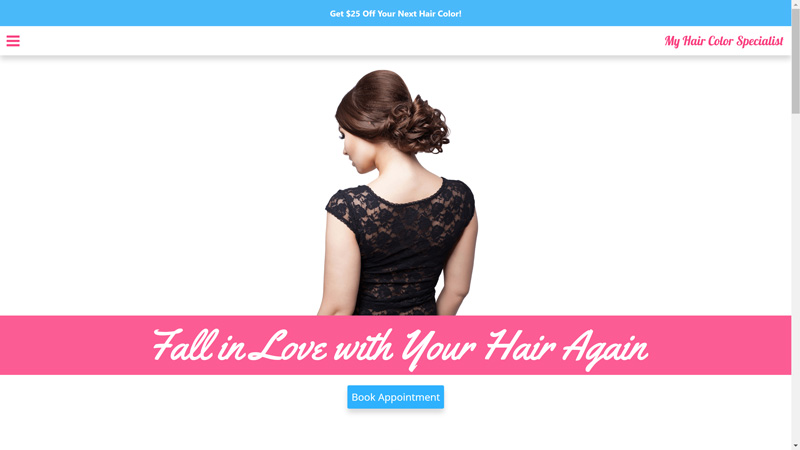 Get $25 Off Your Next Hair Color!
My Hair Color Specialist
Fall in Love with Your Hair Again
Book Appointment